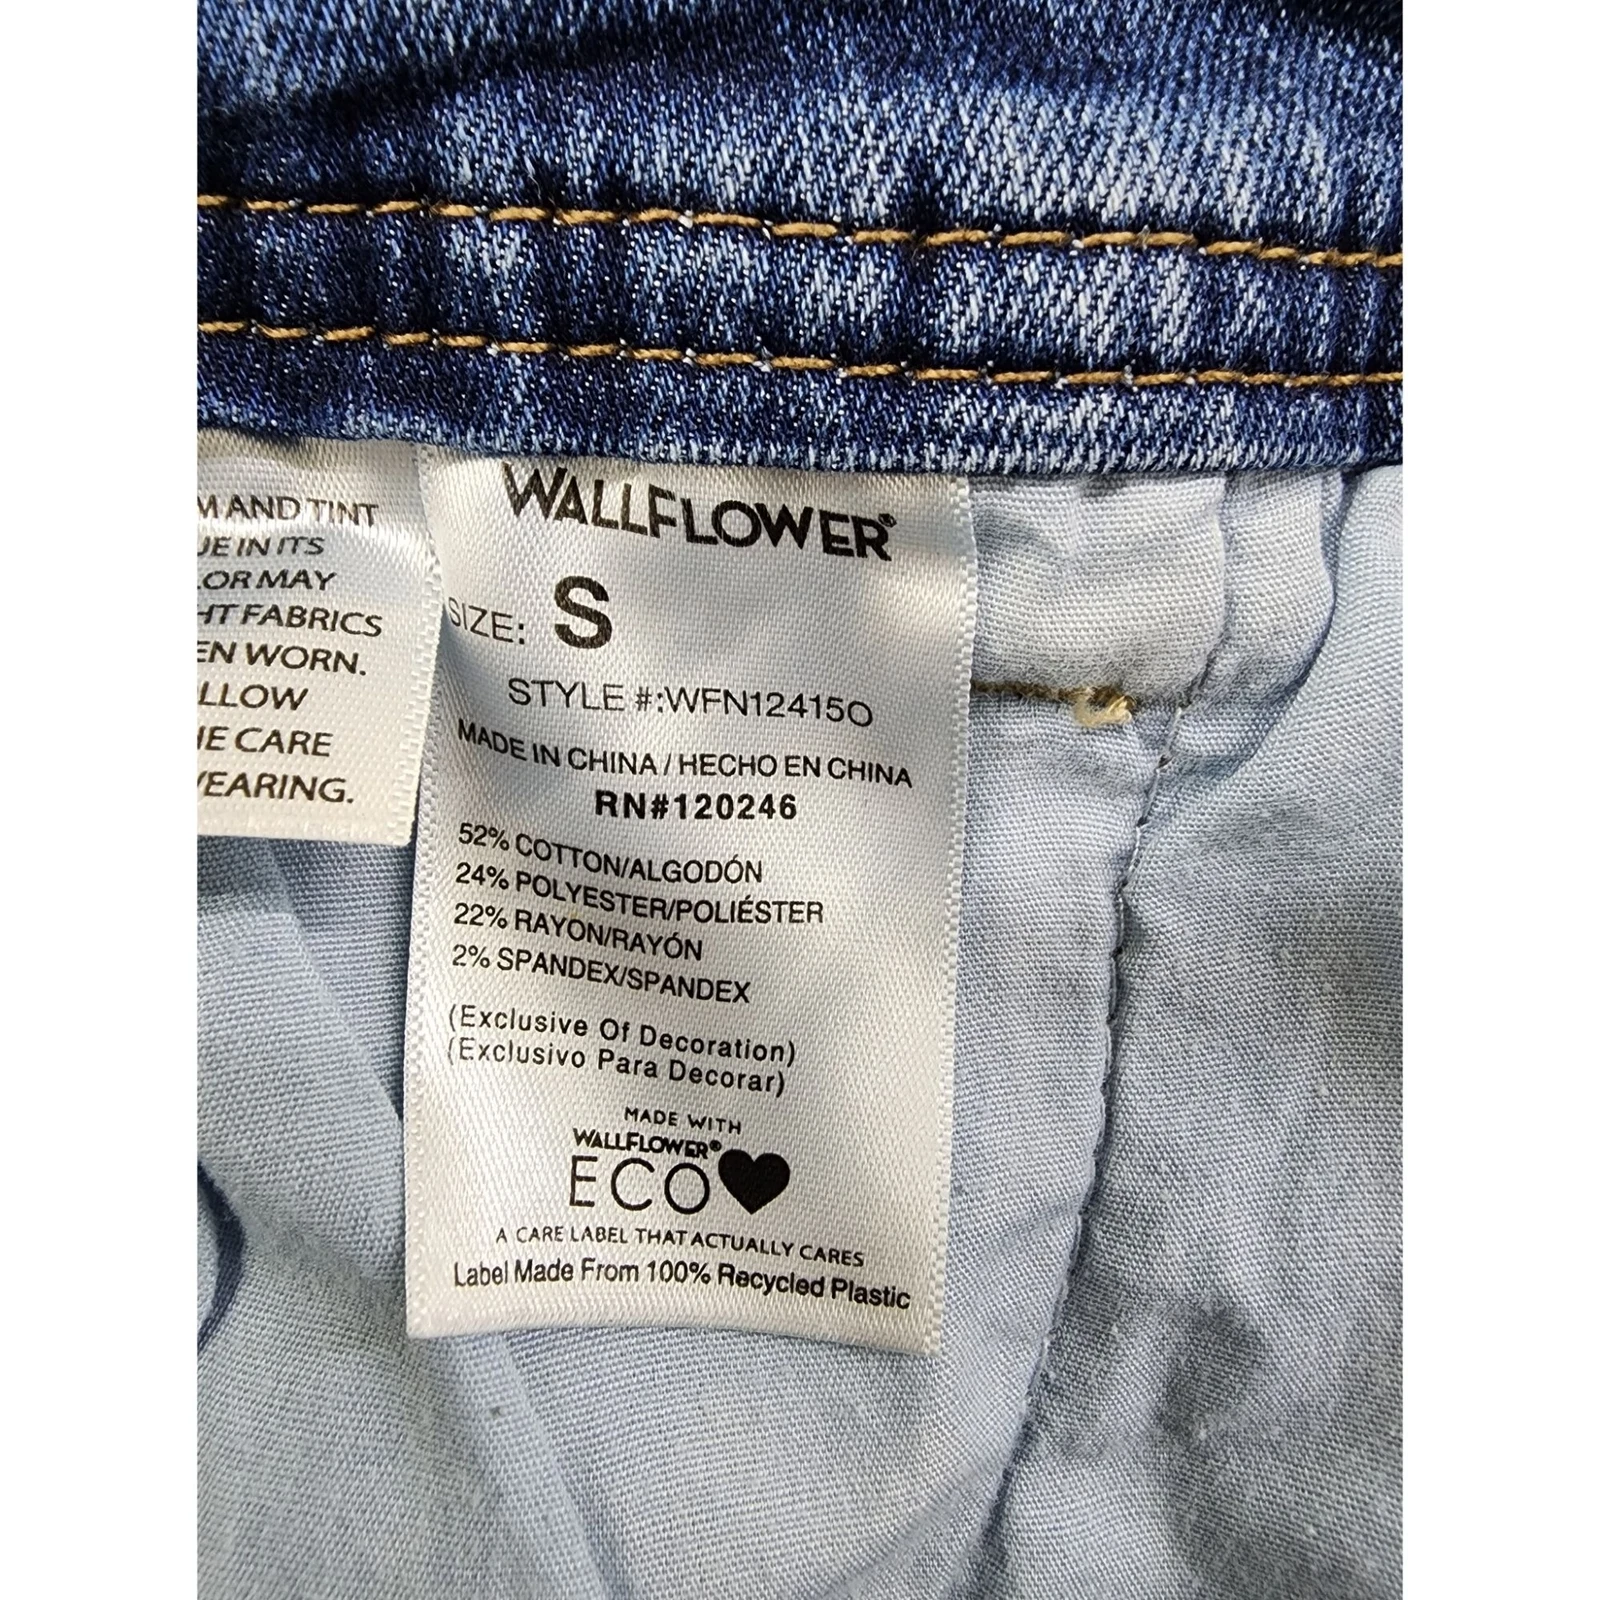 M AND TINT
UE IN ITS
LOR MAY
HT FABRICS
EN WORN.
LLOW
HE CARE
WEARING.
WALLFLOWER®
SIZE: S
STYLE #:WFN12415O
MADE IN CHINA / HECHO EN CHINA
RN#120246
52% COTTON/ALGODÓN
24% POLYESTER/POLIÉSTER
22% RAYON/RAYÓN
2% SPANDEX/SPANDEX
(Exclusive Of Decoration)
(Exclusivo Para Decorar)
MADE WITH
WALLFLOWER®
ECO
A CARE LABEL THAT ACTUALLY CARES
Label Made From 100% Recycled Plastic